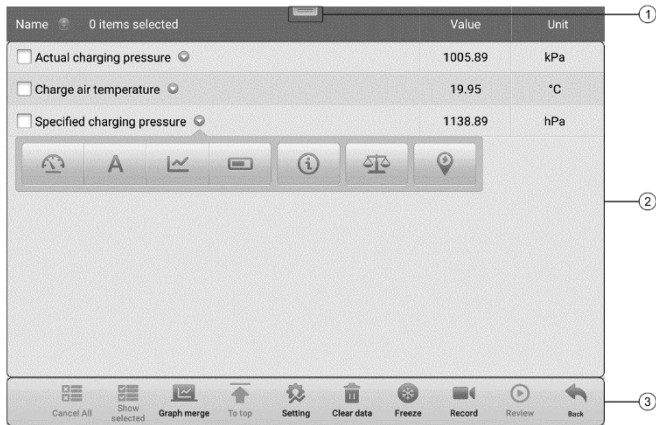 Name 0 items selected Value Unit
Actual charging pressure 1005.89 kPa
Charge air temperature 19.95 °C
Specified charging pressure 1138.89 hPa
A
Cancel All Show selected Graph merge To top Setting Clear data Freeze Record Review Back
1
2
3